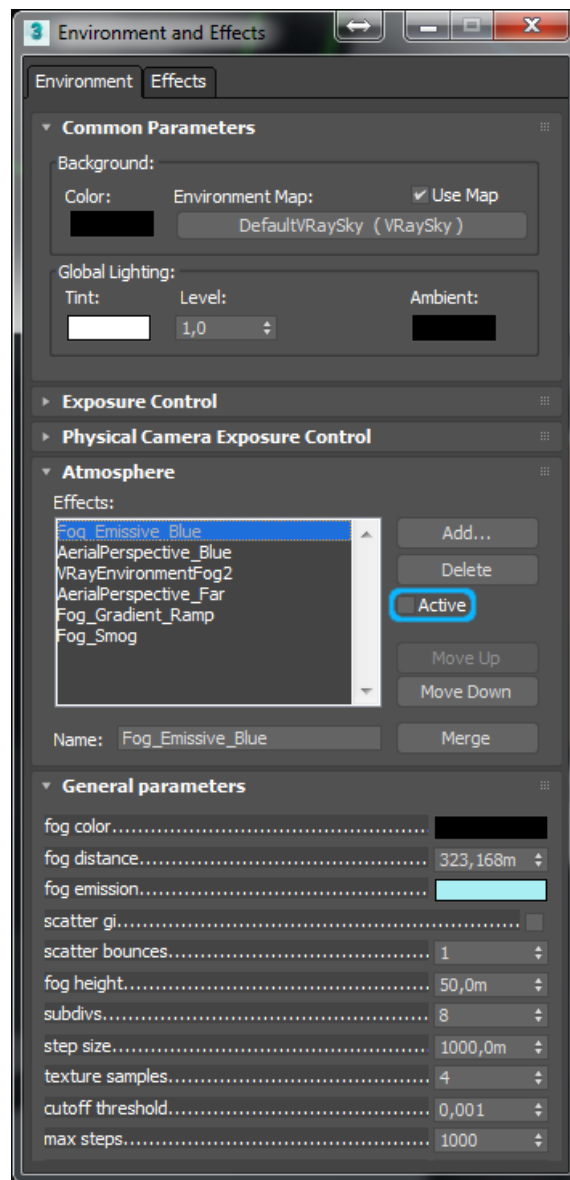 3 Environment and Effects
Environment Effects
Common Parameters
Background:
Color: Environment Map: Use Map
DefaultVRaySky ( VRaySky )
Global Lighting:
Tint: Level: Ambient:
1,0
Exposure Control
Physical Camera Exposure Control
Atmosphere
Effects:
Fog_Emissive_Blue
AerialPerspective_Blue
VRayEnvironmentFog2
AerialPerspective_Far
Fog_Gradient_Ramp
Fog_Smog
Add...
Delete
Active
Move Up
Move Down
Name: Fog_Emissive_Blue Merge
General parameters
fog color
fog distance 323,168m
fog emission
scatter gi
scatter bounces 1
fog height 50,0m
subdivs 8
step size 1000,0m
texture samples 4
cutoff threshold 0,001
max steps 1000